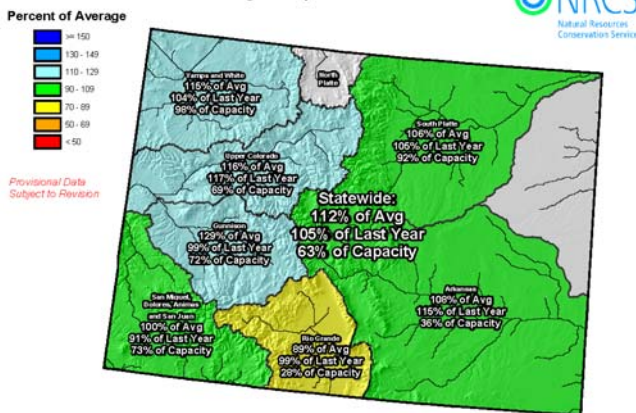 NRCS
Natural Resources
Conservation Service
Percent of Average
>= 150
130 - 149
110 - 129
90 - 109
70 - 89
50 - 69
< 50
Provisional Data
Subject to Revision
Yampa and White
115% of Avg
104% of Last Year
98% of Capacity
North
Platte
South Platte
106% of Avg
105% of Last Year
92% of Capacity
Upper Colorado
116% of Avg
117% of Last Year
69% of Capacity
Statewide:
112% of Avg
105% of Last Year
63% of Capacity
Gunnison
129% of Avg
99% of Last Year
72% of Capacity
San Miguel,
Dolores, Animas
and San Juan
100% of Avg
91% of Last Year
73% of Capacity
Rio Grande
89% of Avg
99% of Last Year
28% of Capacity
Arkansas
108% of Avg
115% of Last Year
36% of Capacity